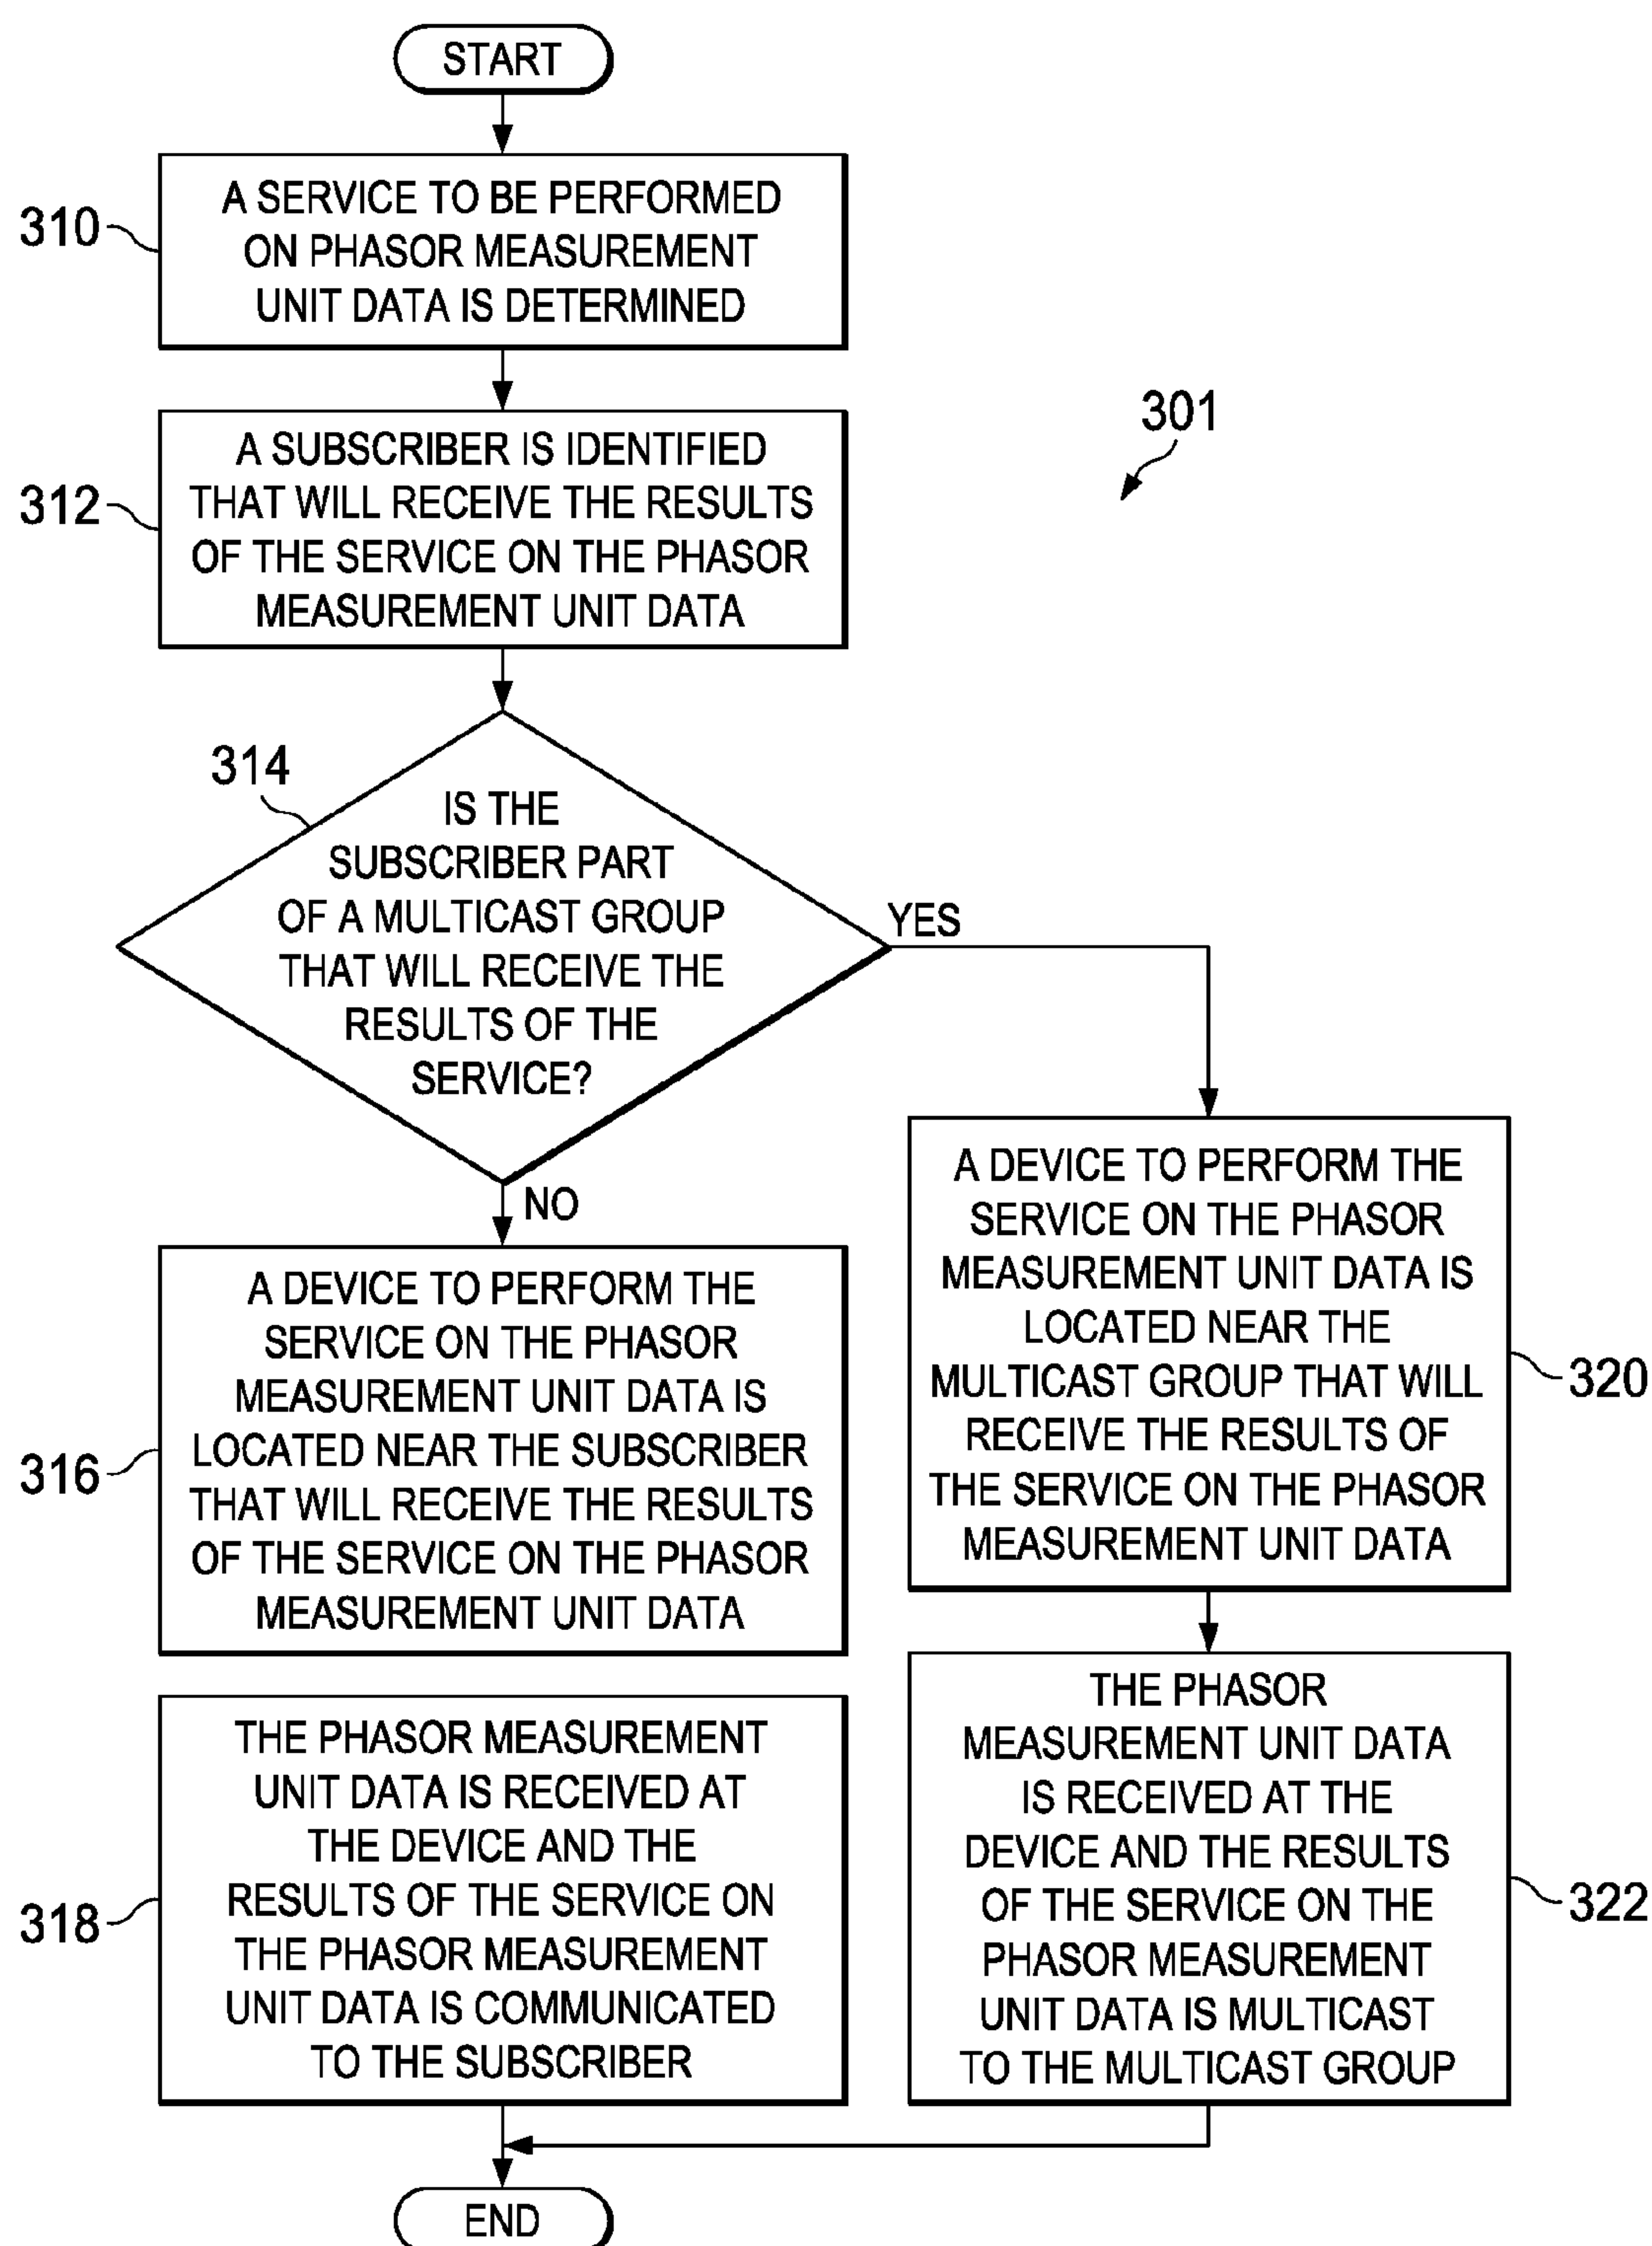 START
310
A SERVICE TO BE PERFORMED
ON PHASOR MEASUREMENT
UNIT DATA IS DETERMINED
301
312
A SUBSCRIBER IS IDENTIFIED
THAT WILL RECEIVE THE RESULTS
OF THE SERVICE ON THE PHASOR
MEASUREMENT UNIT DATA
314
IS THE
SUBSCRIBER PART
OF A MULTICAST GROUP
THAT WILL RECEIVE THE
RESULTS OF THE
SERVICE?
YES
NO
316
A DEVICE TO PERFORM THE
SERVICE ON THE PHASOR
MEASUREMENT UNIT DATA IS
LOCATED NEAR THE SUBSCRIBER
THAT WILL RECEIVE THE RESULTS
OF THE SERVICE ON THE PHASOR
MEASUREMENT UNIT DATA
318
THE PHASOR MEASUREMENT
UNIT DATA IS RECEIVED AT
THE DEVICE AND THE
RESULTS OF THE SERVICE ON
THE PHASOR MEASUREMENT
UNIT DATA IS COMMUNICATED
TO THE SUBSCRIBER
A DEVICE TO PERFORM THE
SERVICE ON THE PHASOR
MEASUREMENT UNIT DATA IS
LOCATED NEAR THE
MULTICAST GROUP THAT WILL
RECEIVE THE RESULTS OF
THE SERVICE ON THE PHASOR
MEASUREMENT UNIT DATA
320
THE PHASOR
MEASUREMENT UNIT DATA
IS RECEIVED AT THE
DEVICE AND THE RESULTS
OF THE SERVICE ON THE
PHASOR MEASUREMENT
UNIT DATA IS MULTICAST
TO THE MULTICAST GROUP
322
END